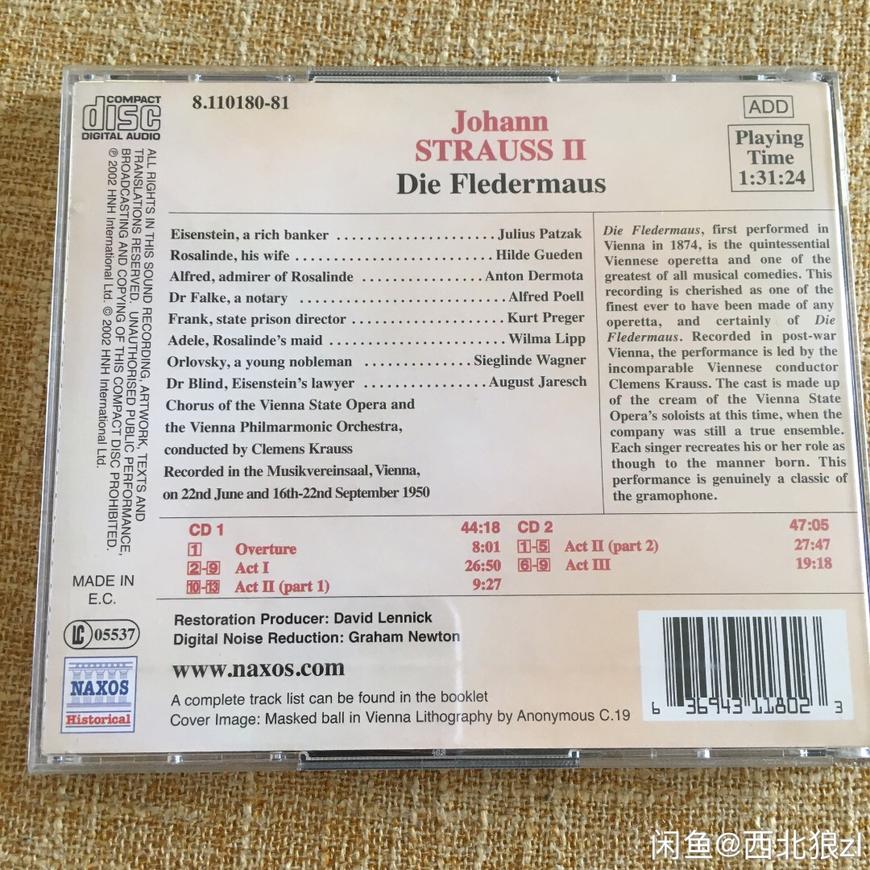 COMPACT
disc
DIGITAL AUDIO
8.110180-81
Johann
STRAUSS II
Die Fledermaus
ADD
Playing
Time
1:31:24
ALL RIGHTS IN THIS SOUND RECORDING, ARTWORK, TEXTS AND
TRANSLATIONS RESERVED. UNAUTHORISED PUBLIC PERFORMANCE,
BROADCASTING AND COPYING OF THIS COMPACT DISC PROHIBITED.
℗ 2002 HNH International Ltd. © 2002 HNH International Ltd.
Eisenstein, a rich banker ..................... Julius Patzak
Rosalinde, his wife ............................. Hilde Gueden
Alfred, admirer of Rosalinde ................. Anton Dermota
Dr Falke, a notary ............................. Alfred Poell
Frank, state prison director .................... Kurt Preger
Adele, Rosalinde's maid ....................... Wilma Lipp
Orlovsky, a young nobleman .............. Sieglinde Wagner
Dr Blind, Eisenstein's lawyer ................ August Jaresch
Chorus of the Vienna State Opera and
the Vienna Philmarmonic Orchestra,
conducted by Clemens Krauss
Recorded in the Musikvereinsaal, Vienna,
on 22nd June and 16th-22nd September 1950
Die Fledermaus, first performed in
Vienna in 1874, is the quintessential
Viennese operetta and one of the
greatest of all musical comedies. This
recording is cherished as one of the
finest ever to have been made of any
operetta, and certainly of Die
Fledermaus. Recorded in post-war
Vienna, the performance is led by the
incomparable Viennese conductor
Clemens Krauss. The cast is made up
of the cream of the Vienna State
Opera's soloists at this time, when the
company was still a true ensemble.
Each singer recreates his or her role as
though to the manner born. This
performance is genuinely a classic of
the gramophone.
CD 1 44:18
1 Overture 8:01
2-9 Act I 26:50
10-13 Act II (part 1) 9:27
CD 2 47:05
1-5 Act II (part 2) 27:47
6-9 Act III 19:18
MADE IN
E.C.
LC 05537
NAXOS
Historical
Restoration Producer: David Lennick
Digital Noise Reduction: Graham Newton
www.naxos.com
A complete track list can be found in the booklet
Cover Image: Masked ball in Vienna Lithography by Anonymous C.19
6 36943 11802 3
闲鱼@西北狼zl